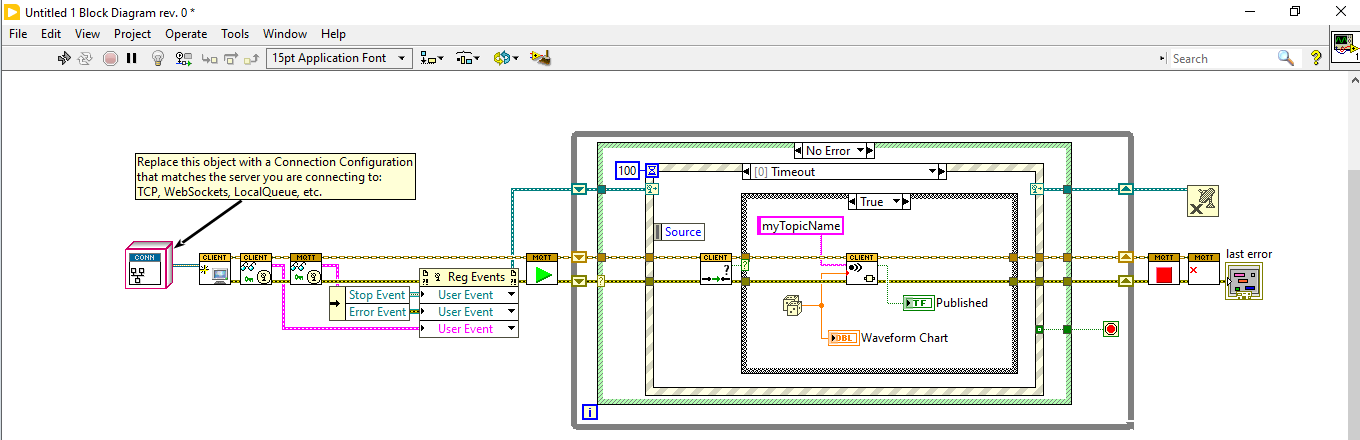 Untitled 1 Block Diagram rev. 0 *
File Edit View Project Operate Tools Window Help
15pt Application Font
Search
?
1
Replace this object with a Connection Configuration
that matches the server you are connecting to:
TCP, WebSockets, LocalQueue, etc.
No Error
100
[0] Timeout
True
myTopicName
Source
CONN
CLIENT
CLIENT
MQTT
Reg Events
Stop Event
Error Event
User Event
User Event
User Event
MQTT
CLIENT
?
CLIENT
TF Published
DBL Waveform Chart
MQTT
MQTT
last error
i